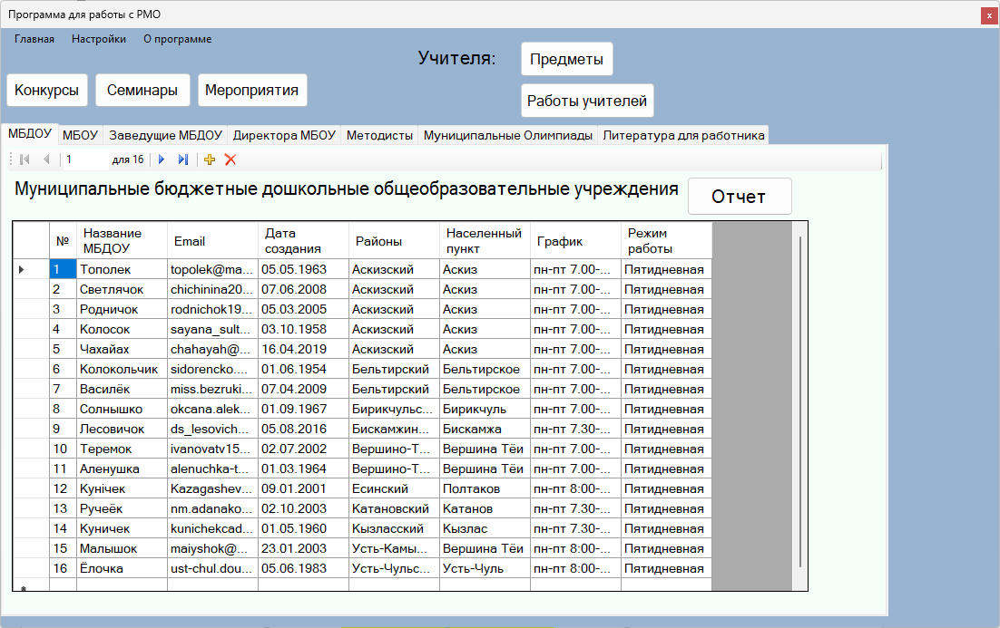 Программа для работы с РМО
x
Главная Настройки О программе
Учителя: Предметы
Конкурсы Семинары Мероприятия
Работы учителей
МБДОУ МБОУ Заведущие МБДОУ Директора МБОУ Методисты Муниципальные Олимпиады Литература для работника
1 для 16
Муниципальные бюджетные дошкольные общеобразовательные учреждения Отчет
№ Название МБДОУ Email Дата создания Районы Населенный пункт График Режим работы
1 Тополек topolek@ma... 05.05.1963 Аскизский Аскиз пн-пт 7.00-... Пятидневная
2 Светлячок chichinina20... 07.06.2008 Аскизский Аскиз пн-пт 7.00-... Пятидневная
3 Родничок rodnichok19... 05.03.2005 Аскизский Аскиз пн-пт 7.00-... Пятидневная
4 Колосок sayana_sult... 03.10.1958 Аскизский Аскиз пн-пт 7.00-... Пятидневная
5 Чахайах chahayah@... 16.04.2019 Аскизский Аскиз пн-пт 7.00-... Пятидневная
6 Колокольчик sidorencko.... 01.06.1954 Бельтирский Бельтирское пн-пт 7.00-... Пятидневная
7 Василёк miss.bezruki... 07.04.2009 Бельтирский Бельтирское пн-пт 7.00-... Пятидневная
8 Солнышко okcana.alek... 01.09.1967 Бирикчульс... Бирикчуль пн-пт 7.00-... Пятидневная
9 Лесовичок ds_lesovich... 05.08.2016 Бискамжин... Бискамжа пн-пт 7.30-... Пятидневная
10 Теремок ivanovatv15... 02.07.2002 Вершино-Т... Вершина Тёи пн-пт 7.00-... Пятидневная
11 Аленушка alenuchka-t... 01.03.1964 Вершино-Т... Вершина Тёи пн-пт 7.00-... Пятидневная
12 Кунiчек Kazagashev... 09.01.2001 Есинский Полтаков пн-пт 8:00-... Пятидневная
13 Ручеёк nm.adanako... 02.10.2003 Катановский Катанов пн-пт 7.30-... Пятидневная
14 Куничек kunichekcad... 01.05.1960 Кызласский Кызлас пн-пт 7.30-... Пятидневная
15 Малышок maiyshok@... 23.01.2003 Усть-Камы... Вершина Тёи пн-пт 8:00-... Пятидневная
16 Ёлочка ust-chul.dou... 05.06.1983 Усть-Чульс... Усть-Чуль пн-пт 8:00-... Пятидневная